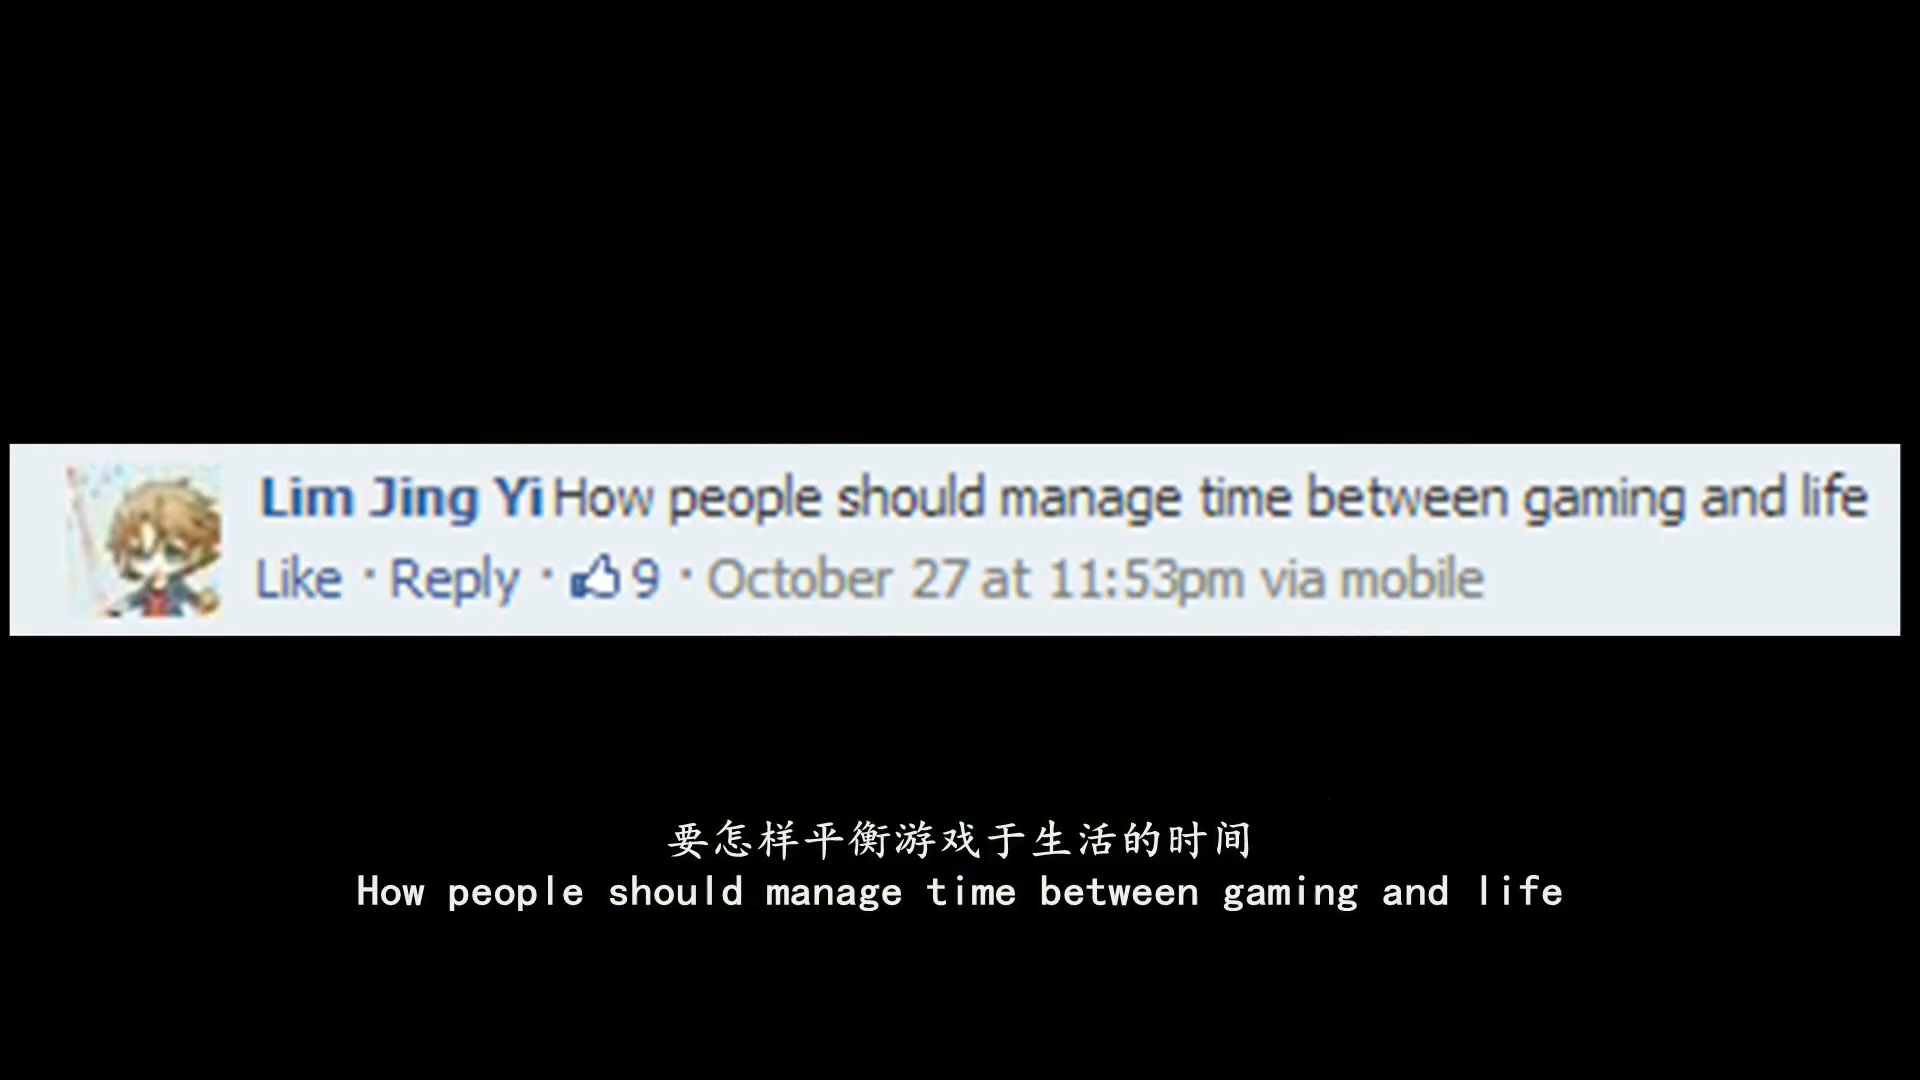 Lim Jing Yi How people should manage time between gaming and life
Like · Reply · 9 · October 27 at 11:53pm via mobile
要怎样平衡游戏于生活的时间
How people should manage time between gaming and life